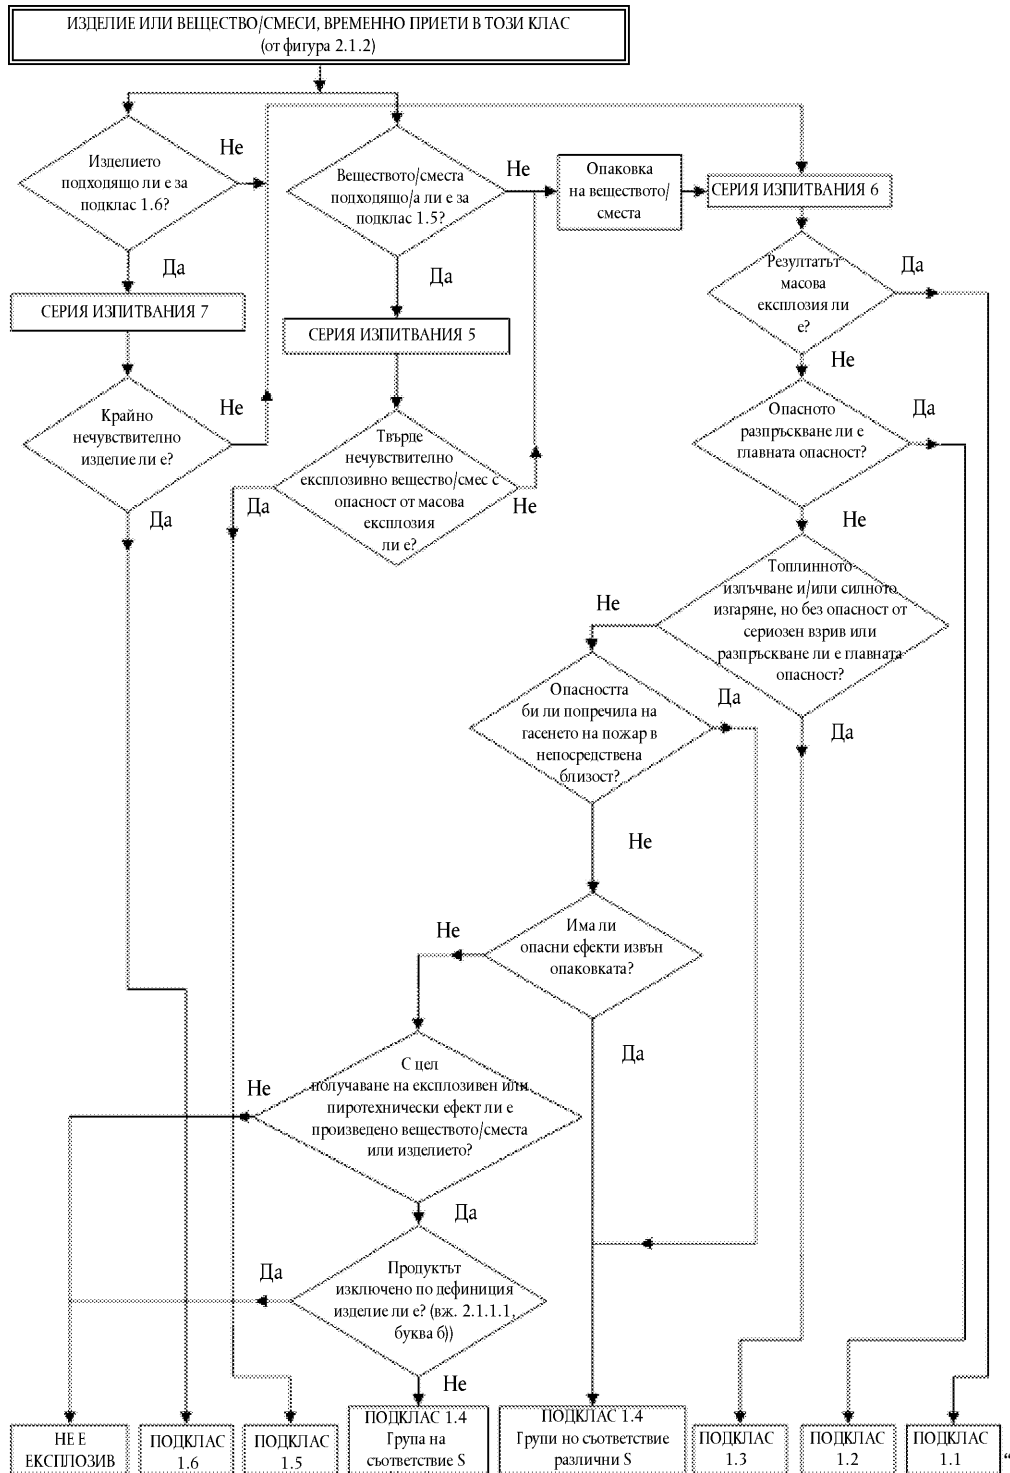 ИЗДЕЛИЕ ИЛИ ВЕЩЕСТВО/СМЕСИ, ВРЕМЕННО ПРИЕТИ В ТОЗИ КЛАС
(от фигура 2.1.2)
Изделието
подходящо ли е за
подклас 1.6?
Не
Да
Веществото/сместа
подходящо/а ли е за
подклас 1.5?
Не
Да
Опаковка
на веществото/
сместа
СЕРИЯ ИЗПИТВАНИЯ 6
СЕРИЯ ИЗПИТВАНИЯ 7
СЕРИЯ ИЗПИТВАНИЯ 5
Резултатът
масова
експлозия ли
е?
Да
Не
Крайно
нечувствително
изделие ли е?
Не
Да
Твърде
нечувствително
експлозивно вещество/смес с
опасност от масова
експлозия
ли е?
Да
Не
Опасното
разпръскване ли е
главната опасност?
Да
Не
Топлинното
излъчване и/или силното
изгаряне, но без опасност от
сериозен взрив или
разпръскване ли е главната
опасност?
Не
Да
Опасността
би ли попречила на
гасенето на пожар в
непосредствена
близост?
Да
Не
Има ли
опасни ефекти извън
опаковката?
Не
Да
С цел
получаване на експлозивен или
пиротехнически ефект ли е
произведено веществото/сместа
или изделието?
Не
Да
Продуктът
изключено по дефиниция
изделие ли е? (вж. 2.1.1.1,
буква б))
Да
Не
НЕ Е
ЕКСПЛОЗИВ
ПОДКЛАС
1.6
ПОДКЛАС
1.5
ПОДКЛАС 1.4
Група на
съответствие S
ПОДКЛАС 1.4
Групи но съответствие
различни S
ПОДКЛАС
1.3
ПОДКЛАС
1.2
ПОДКЛАС
1.1
“